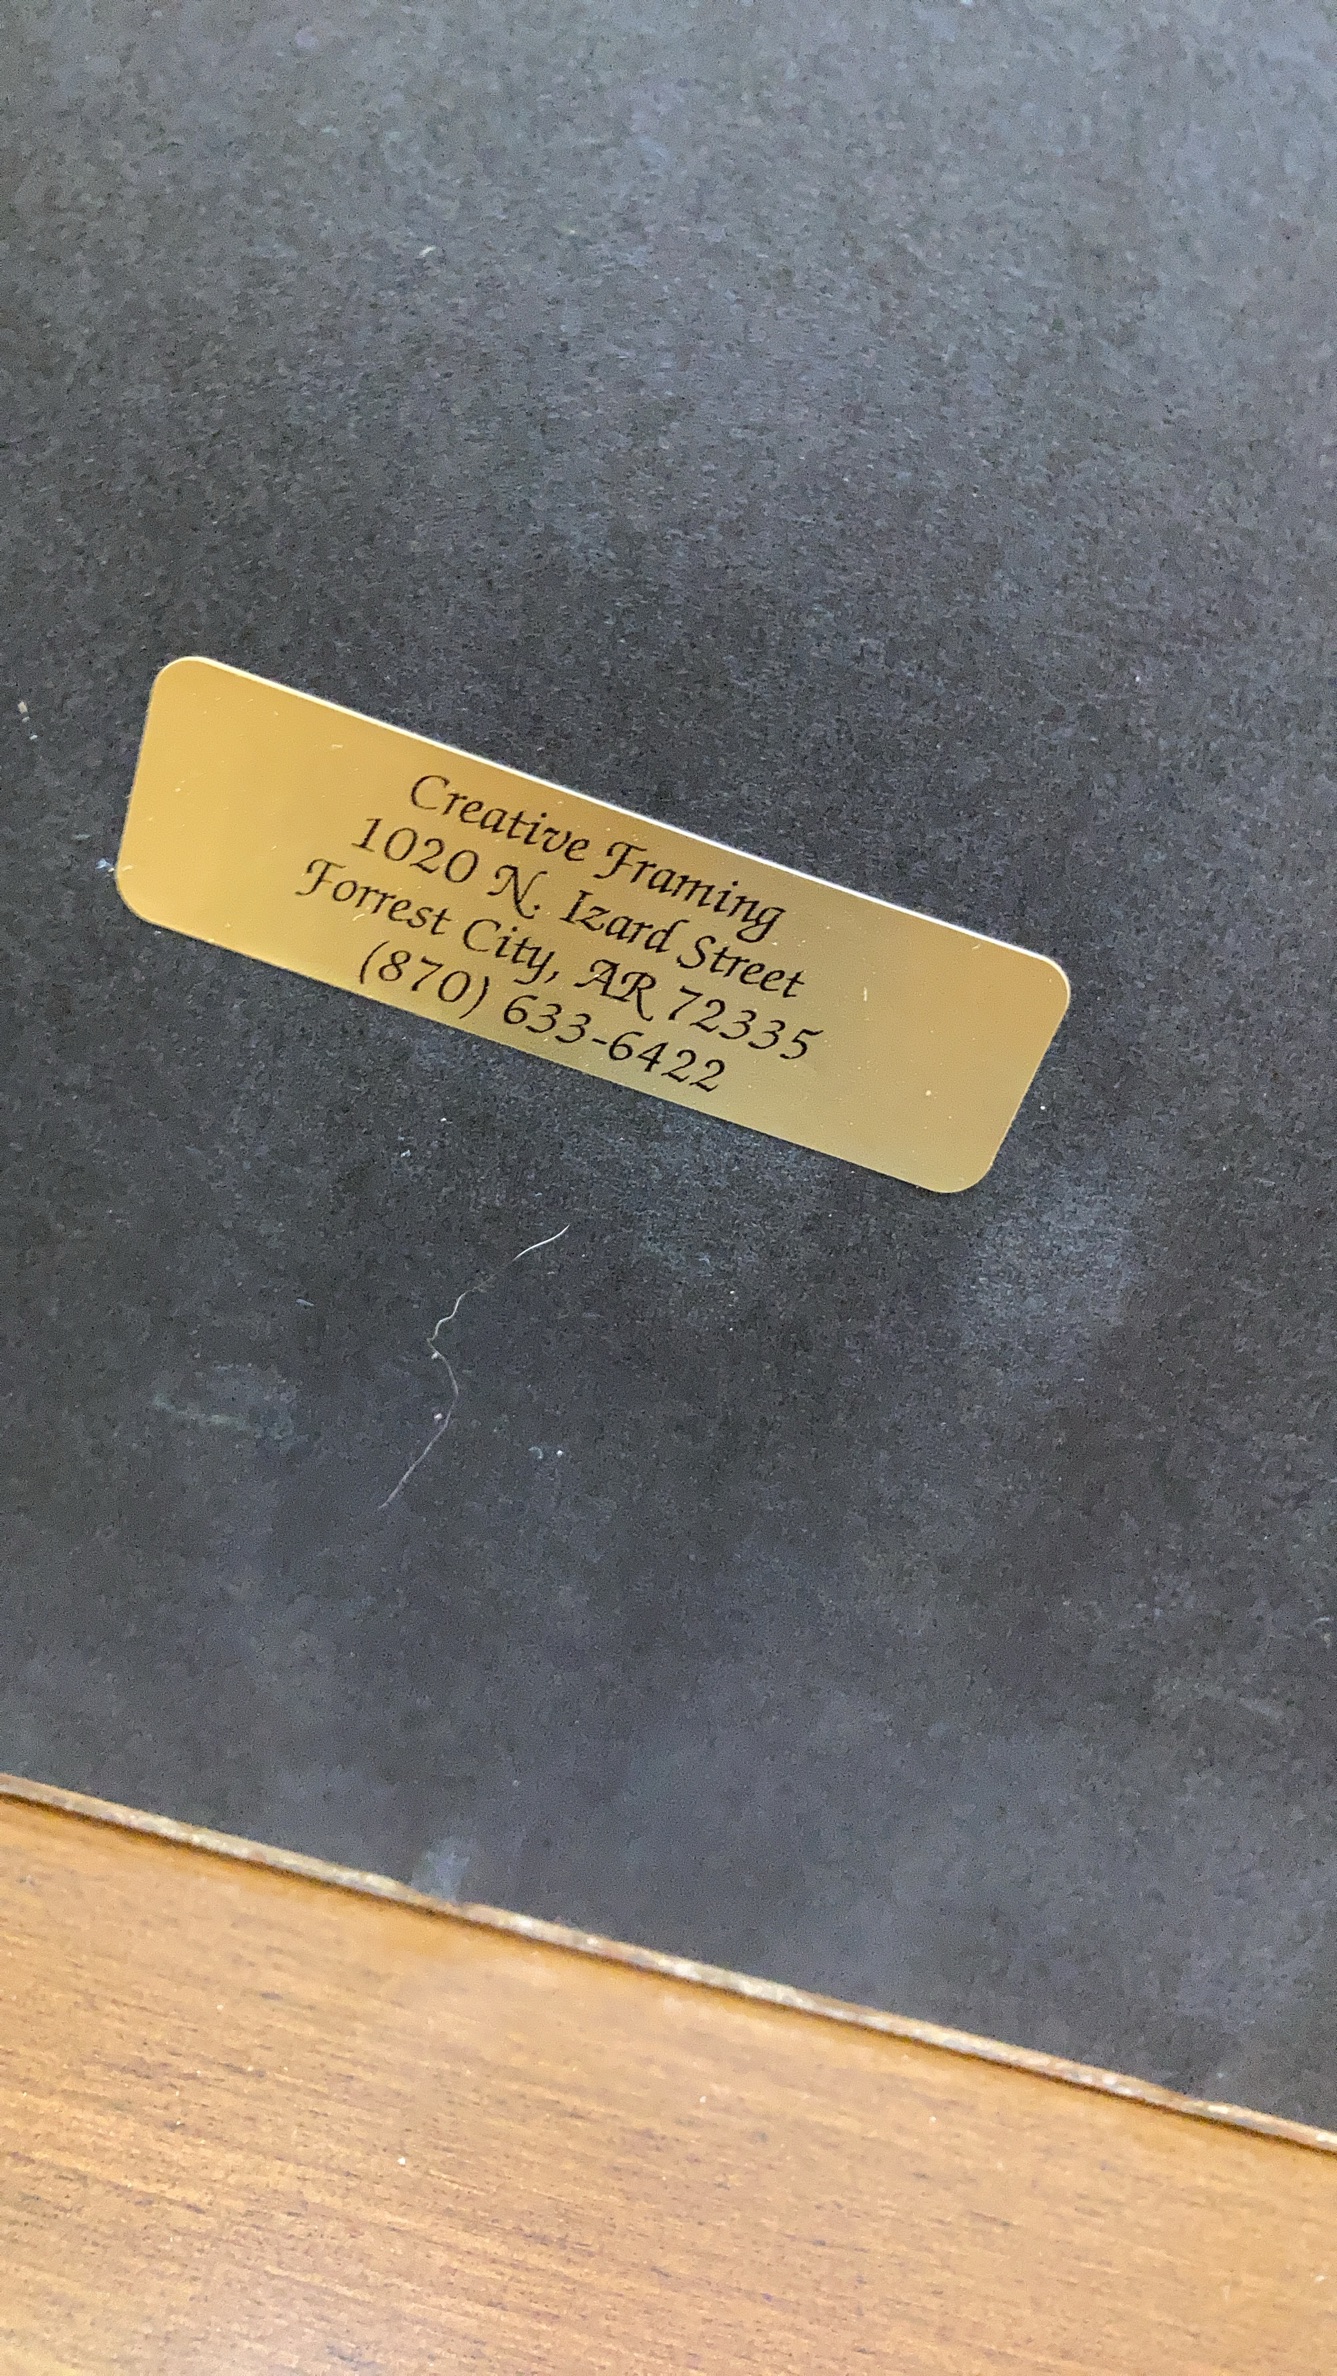 Creative Framing
1020 N. Izard Street
Forrest City, AR 72335
(870) 633-6422